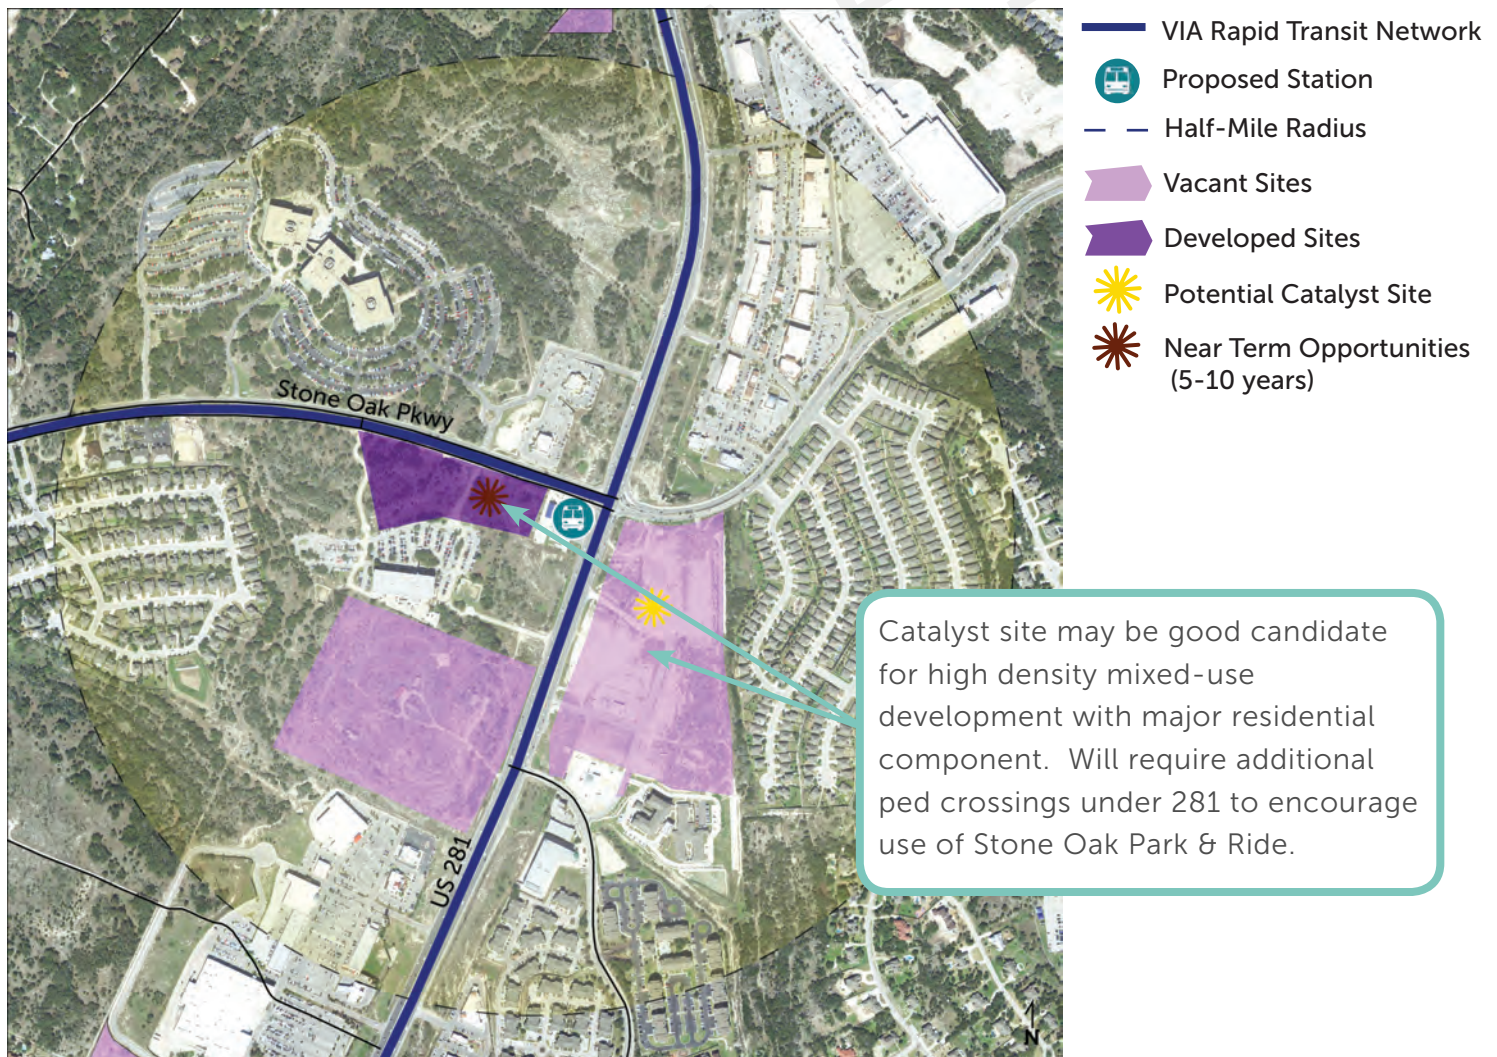 VIA Rapid Transit Network
Proposed Station
Half-Mile Radius
Vacant Sites
Developed Sites
Potential Catalyst Site
Near Term Opportunities
(5-10 years)
Stone Oak Pkwy
US 281
Catalyst site may be good candidate
for high density mixed-use
development with major residential
component.  Will require additional
ped crossings under 281 to encourage
use of Stone Oak Park & Ride.
N